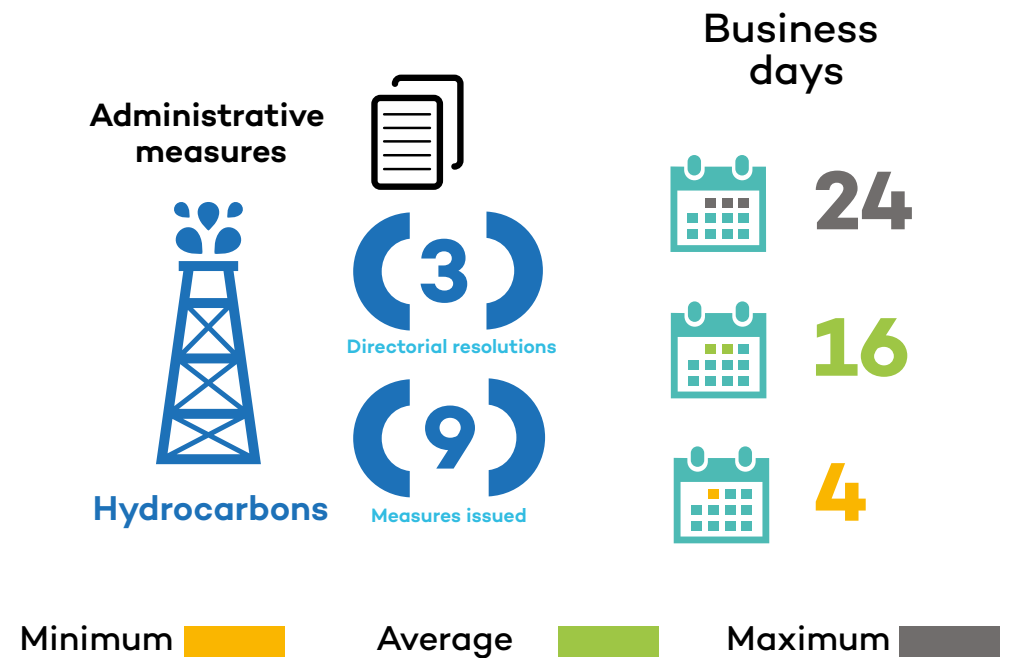 Business
days
Administrative
measures
24
3
Directorial resolutions
16
9
Measures issued
4
Hydrocarbons
Minimum
Average
Maximum